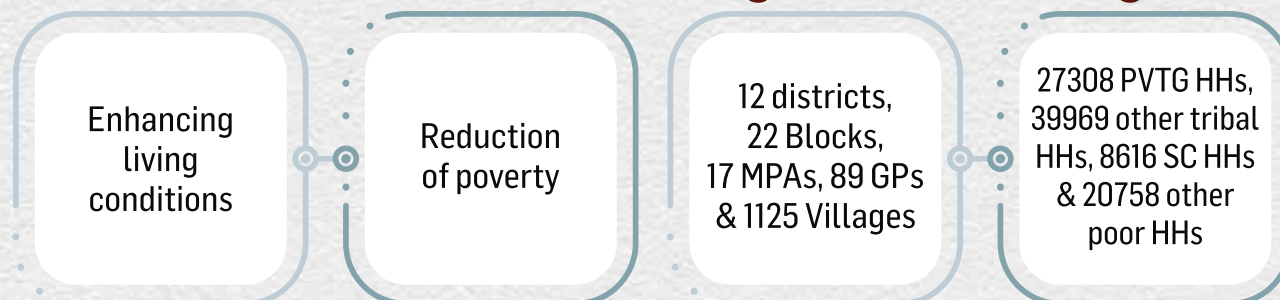 Enhancing
living
conditions
Reduction
of poverty
12 districts,
22 Blocks,
17 MPAs, 89 GPs
& 1125 Villages
27308 PVTG HHs,
39969 other tribal
HHs, 8616 SC HHs
& 20758 other
poor HHs